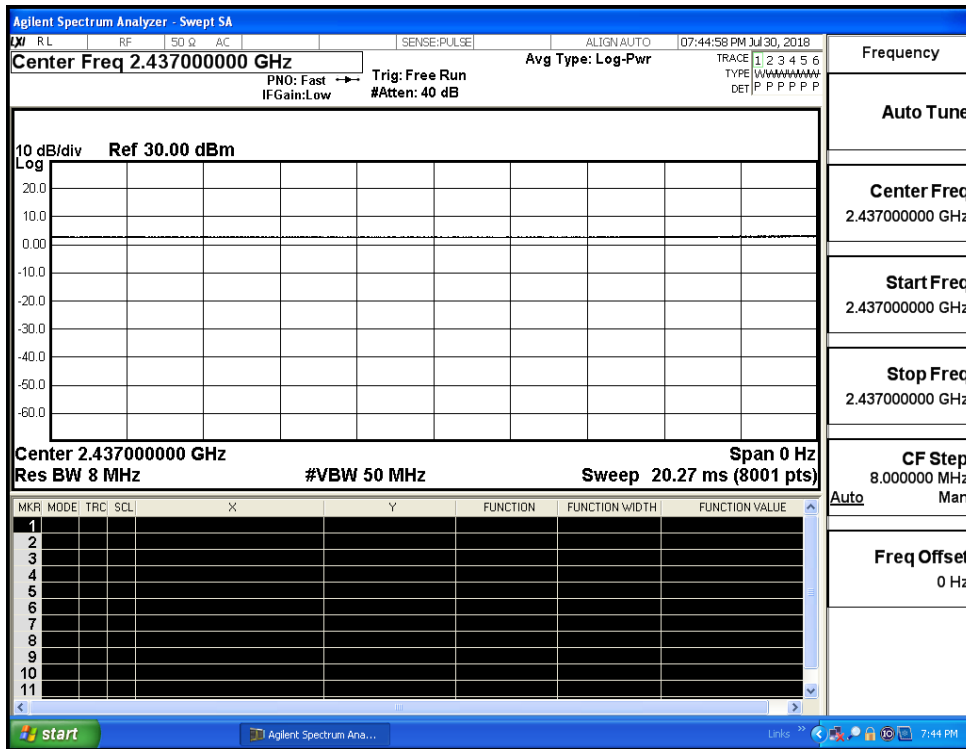 Agilent Spectrum Analyzer - Swept SA
LXI RL RF 50 Ω AC SENSE:PULSE ALIGN AUTO 07:44:58 PM Jul 30, 2018
Center Freq 2.437000000 GHz
PNO: Fast
IFGain:Low
Trig: Free Run
#Atten: 40 dB
Avg Type: Log-Pwr
TRACE 1 2 3 4 5 6
TYPE WWWWWW
DET P P P P P P
10 dB/div Ref 30.00 dBm
Log
20.0
10.0
0.00
-10.0
-20.0
-30.0
-40.0
-50.0
-60.0
Center 2.437000000 GHz Span 0 Hz
Res BW 8 MHz #VBW 50 MHz Sweep 20.27 ms (8001 pts)
MKR MODE TRC SCL X Y FUNCTION FUNCTION WIDTH FUNCTION VALUE
1
2
3
4
5
6
7
8
9
10
11
Frequency
Auto Tune
Center Freq
2.437000000 GHz
Start Freq
2.437000000 GHz
Stop Freq
2.437000000 GHz
CF Step
8.000000 MHz
Auto Man
Freq Offset
0 Hz
start Agilent Spectrum Ana... Links 7:44 PM